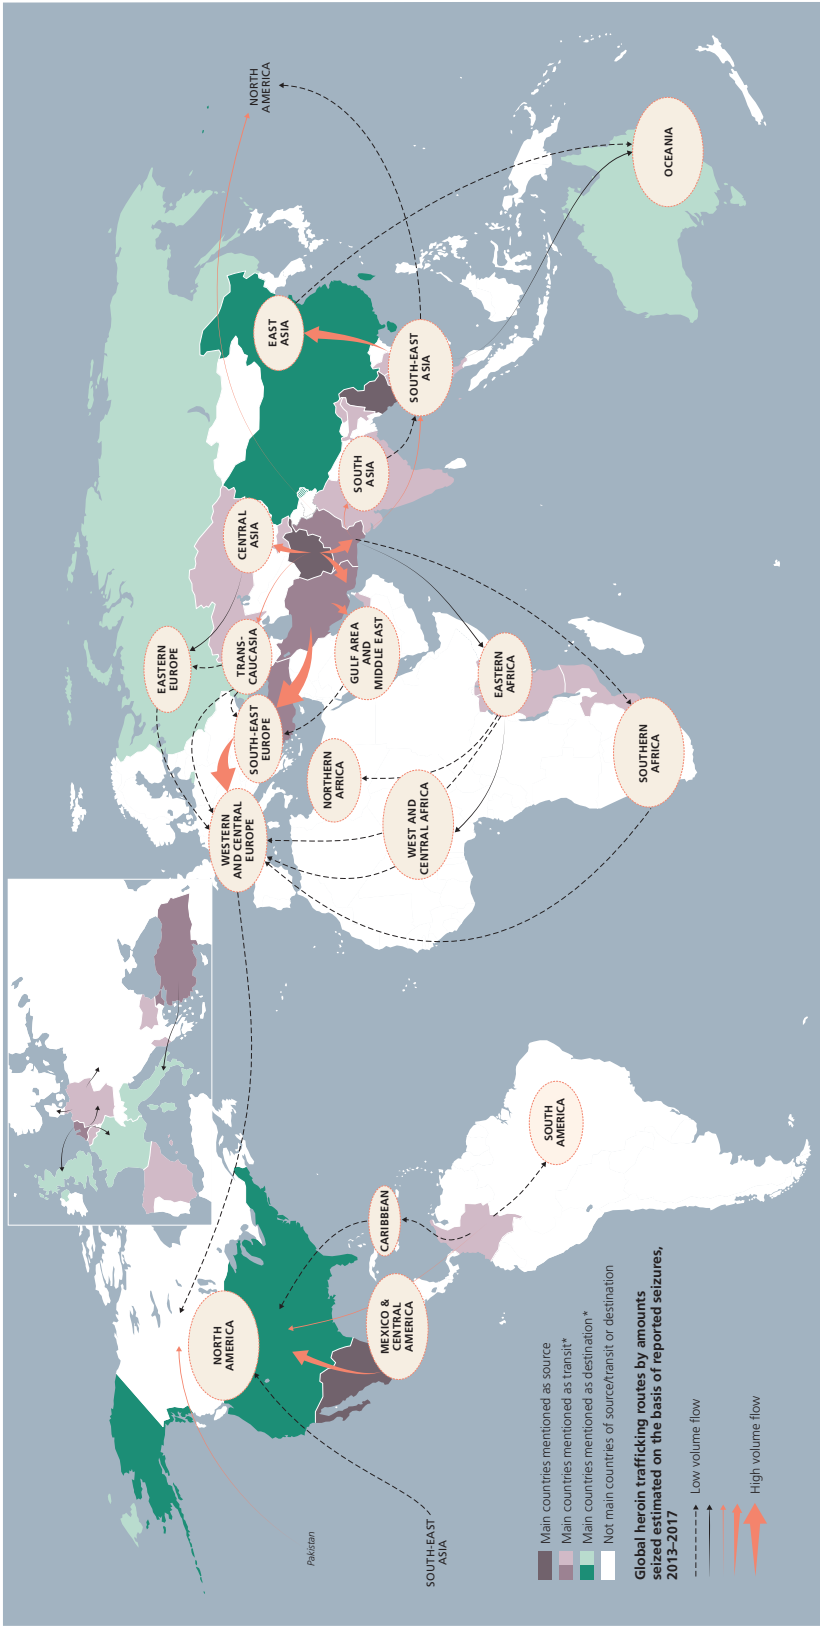 NORTH
AMERICA
SOUTH-EAST
ASIA
Pakistan
MEXICO &
CENTRAL
AMERICA
CARIBBEAN
SOUTH
AMERICA
WESTERN
AND CENTRAL
EUROPE
SOUTH-EAST
EUROPE
EASTERN
EUROPE
TRANS-
CAUCASIA
CENTRAL
ASIA
GULF AREA
AND
MIDDLE EAST
NORTHERN
AFRICA
WEST AND
CENTRAL AFRICA
EASTERN
AFRICA
SOUTHERN
AFRICA
SOUTH
ASIA
EAST
ASIA
SOUTH-EAST
ASIA
OCEANIA
NORTH
AMERICA
Main countries mentioned as source
Main countries mentioned as transit*
Main countries mentioned as destination*
Not main countries of source/transit or destination
Global heroin trafficking routes by amounts
seized estimated on the basis of reported seizures,
2013–2017
Low volume flow
High volume flow